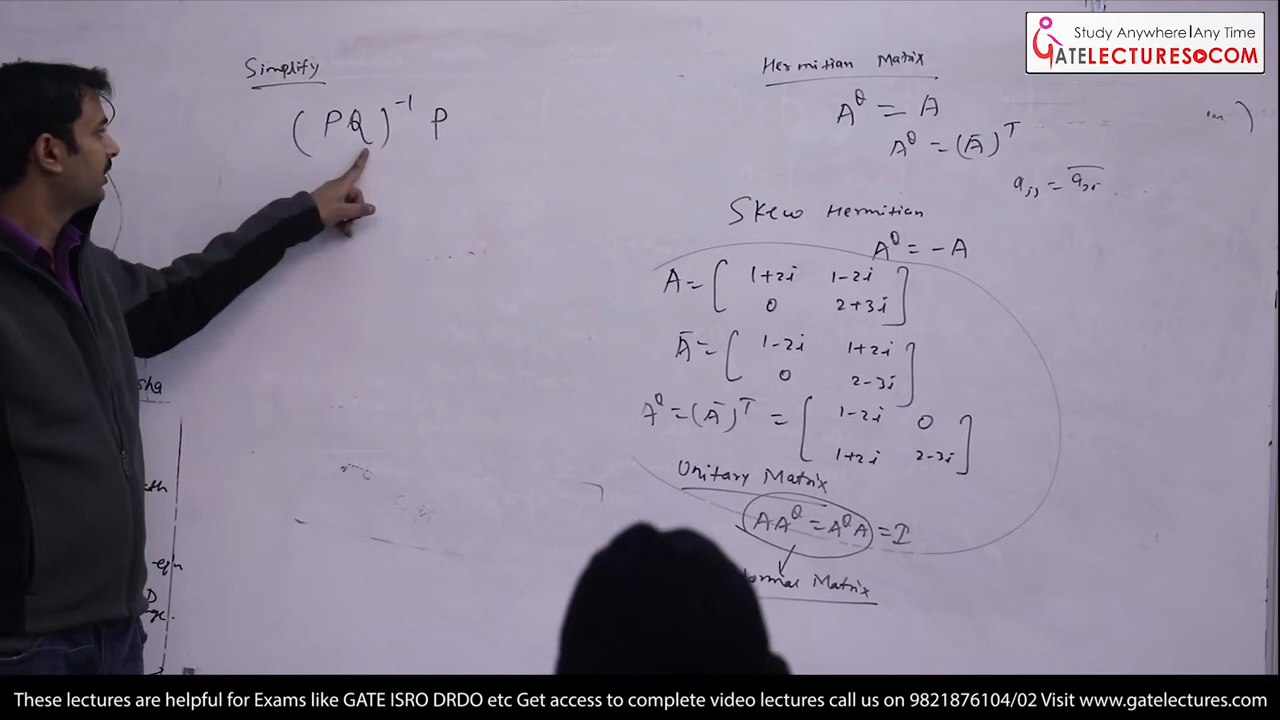 Study Anywhere | Any Time
GATELECTURES.COM
Simplify
(PQ)⁻¹ P
Hermitian Matrix
A^θ = A
A^θ = (Ā)^T
Skew Hermitian
A^θ = -A
A = [ 1+2i 1-2i
0 2+3i ]
Ā = [ 1-2i 1+2i
0 2-3i ]
A^θ = (Ā)^T = [ 1-2i 0
1+2i 2-3i ]
Unitary Matrix
AA^θ = A^θA = I
Matrix
These lectures are helpful for Exams like GATE ISRO DRDO etc Get access to complete video lectures call us on 9821876104/02 Visit www.gatelectures.com